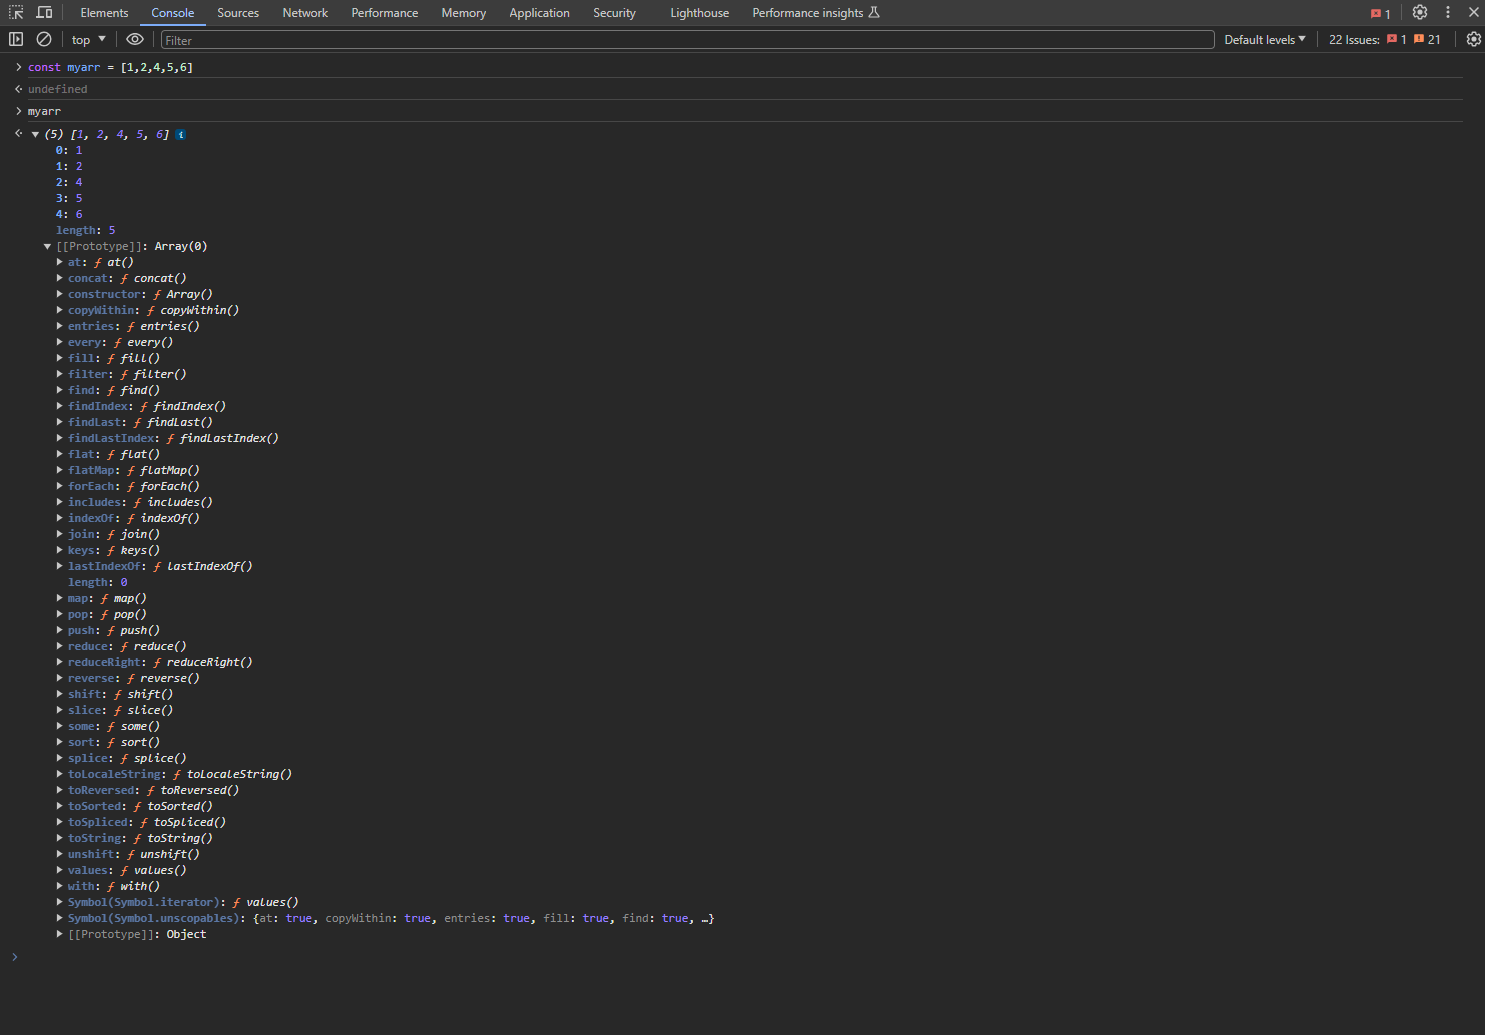 Elements Console Sources Network Performance Memory Application Security Lighthouse Performance insights 1
top Filter Default levels 22 Issues: 1 21
> const myarr = [1,2,4,5,6]
undefined
> myarr
(5) [1, 2, 4, 5, 6] i
0: 1
1: 2
2: 4
3: 5
4: 6
length: 5
[[Prototype]]: Array(0)
at: ƒ at()
concat: ƒ concat()
constructor: ƒ Array()
copyWithin: ƒ copyWithin()
entries: ƒ entries()
every: ƒ every()
fill: ƒ fill()
filter: ƒ filter()
find: ƒ find()
findIndex: ƒ findIndex()
findLast: ƒ findLast()
findLastIndex: ƒ findLastIndex()
flat: ƒ flat()
flatMap: ƒ flatMap()
forEach: ƒ forEach()
includes: ƒ includes()
indexOf: ƒ indexOf()
join: ƒ join()
keys: ƒ keys()
lastIndexOf: ƒ lastIndexOf()
length: 0
map: ƒ map()
pop: ƒ pop()
push: ƒ push()
reduce: ƒ reduce()
reduceRight: ƒ reduceRight()
reverse: ƒ reverse()
shift: ƒ shift()
slice: ƒ slice()
some: ƒ some()
sort: ƒ sort()
splice: ƒ splice()
toLocaleString: ƒ toLocaleString()
toReversed: ƒ toReversed()
toSorted: ƒ toSorted()
toSpliced: ƒ toSpliced()
toString: ƒ toString()
unshift: ƒ unshift()
values: ƒ values()
with: ƒ with()
Symbol(Symbol.iterator): ƒ values()
Symbol(Symbol.unscopables): {at: true, copyWithin: true, entries: true, fill: true, find: true, …}
[[Prototype]]: Object
>